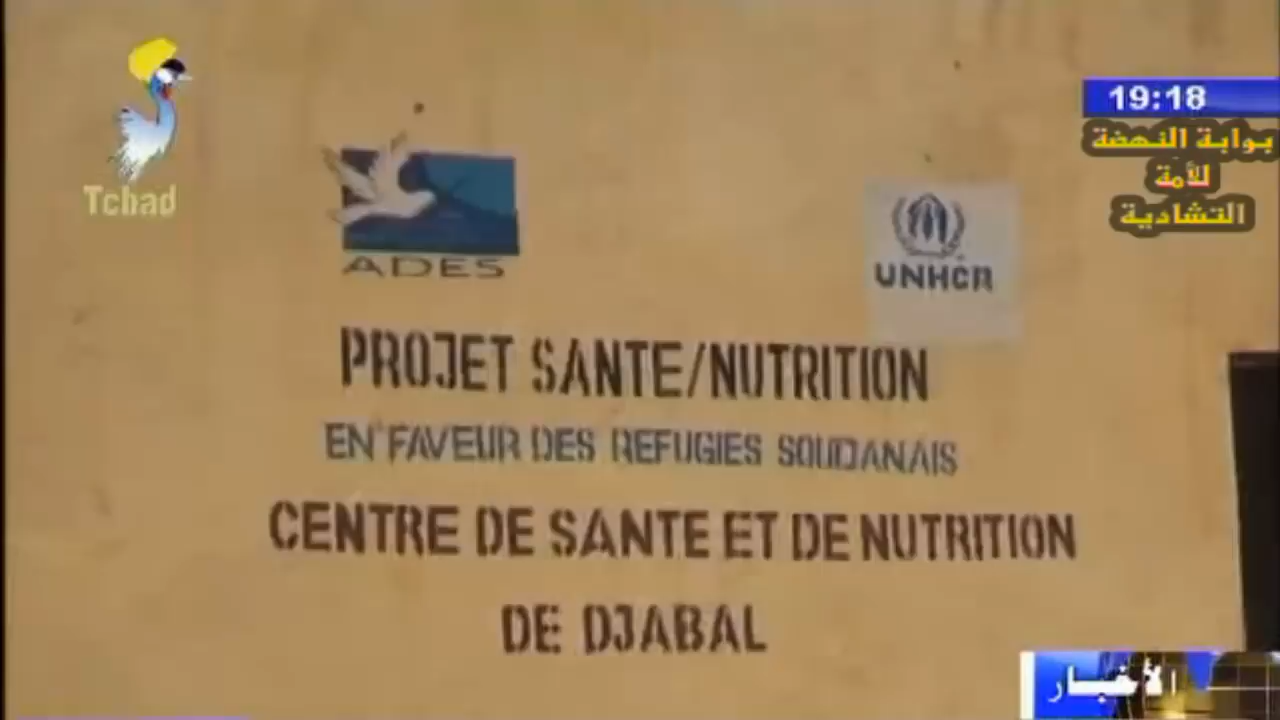 Tchad
19:18
بوابة النهضة
للأمة
التشادية
ADES
UNHCR
PROJET SANTE/NUTRITION
EN FAVEUR DES REFUGIES SOUDANAIS
CENTRE DE SANTE ET DE NUTRITION
DE DJABAL
الأخبار